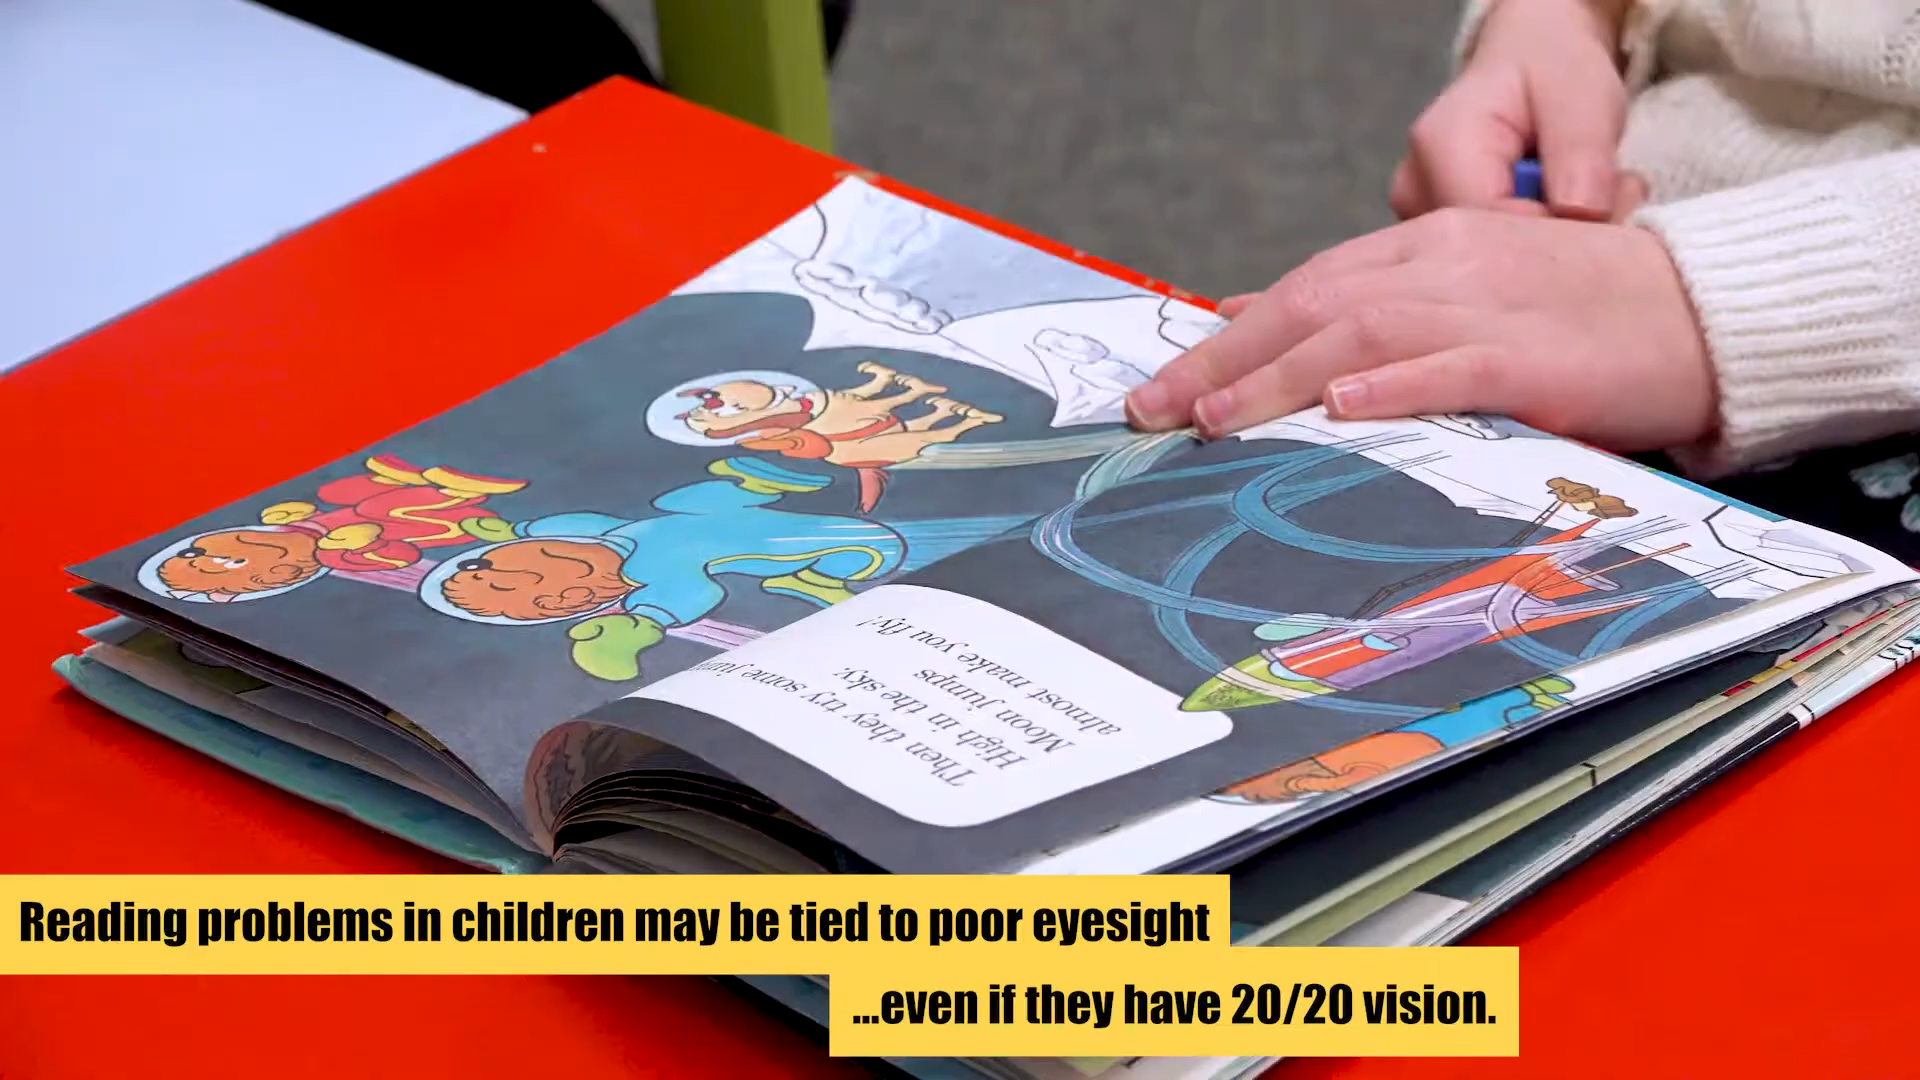 Then they try some
High in the sky,
Moon jumps
almost make you fly!
Reading problems in children may be tied to poor eyesight
...even if they have 20/20 vision.